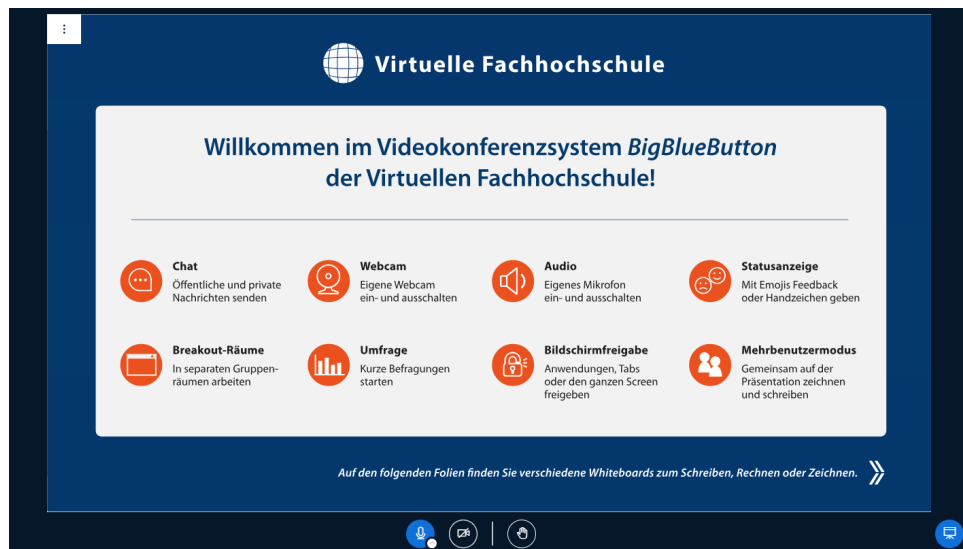 Virtuelle Fachhochschule
Willkommen im Videokonferenzsystem BigBlueButton
der Virtuellen Fachhochschule!
Chat
Öffentliche und private
Nachrichten senden
Webcam
Eigene Webcam
ein- und ausschalten
Audio
Eigenes Mikrofon
ein- und ausschalten
Statusanzeige
Mit Emojis Feedback
oder Handzeichen geben
Breakout-Räume
In separaten Gruppen-
räumen arbeiten
Umfrage
Kurze Befragungen
starten
Bildschirmfreigabe
Anwendungen, Tabs
oder den ganzen Screen
freigeben
Mehrbenutzermodus
Gemeinsam auf der
Präsentation zeichnen
und schreiben
Auf den folgenden Folien finden Sie verschiedene Whiteboards zum Schreiben, Rechnen oder Zeichnen.